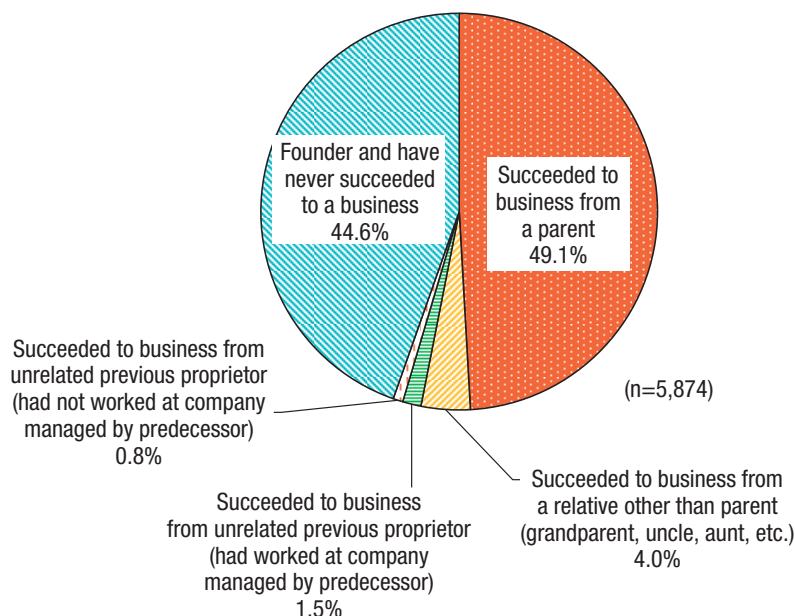 Founder and have
never succeeded
to a business
44.6%
Succeeded to
business from
a parent
49.1%
Succeeded to business from
unrelated previous proprietor
(had not worked at company
managed by predecessor)
0.8%
(n=5,874)
Succeeded to business
from unrelated previous proprietor
(had worked at company
managed by predecessor)
1.5%
Succeeded to business from
a relative other than parent
(grandparent, uncle, aunt, etc.)
4.0%